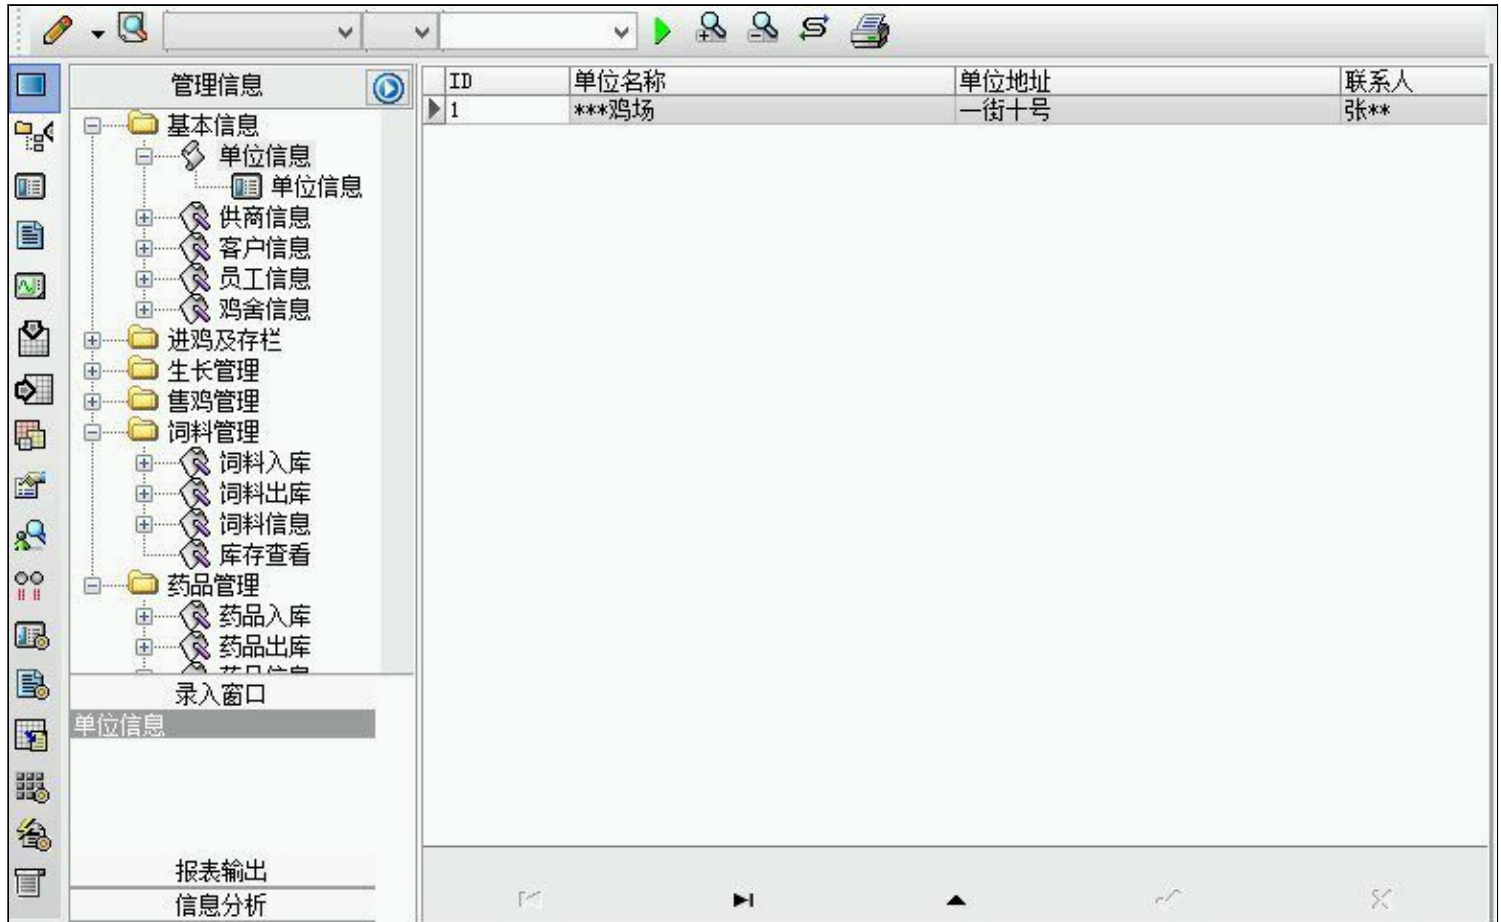 管理信息
ID 单位名称 单位地址 联系人
1 ***鸡场 一街十号 张**
基本信息
单位信息
单位信息
供商信息
客户信息
员工信息
鸡舍信息
进鸡及存栏
生长管理
售鸡管理
饲料管理
饲料入库
饲料出库
饲料信息
库存查看
药品管理
药品入库
药品出库
药品信息
录入窗口
单位信息
报表输出
信息分析